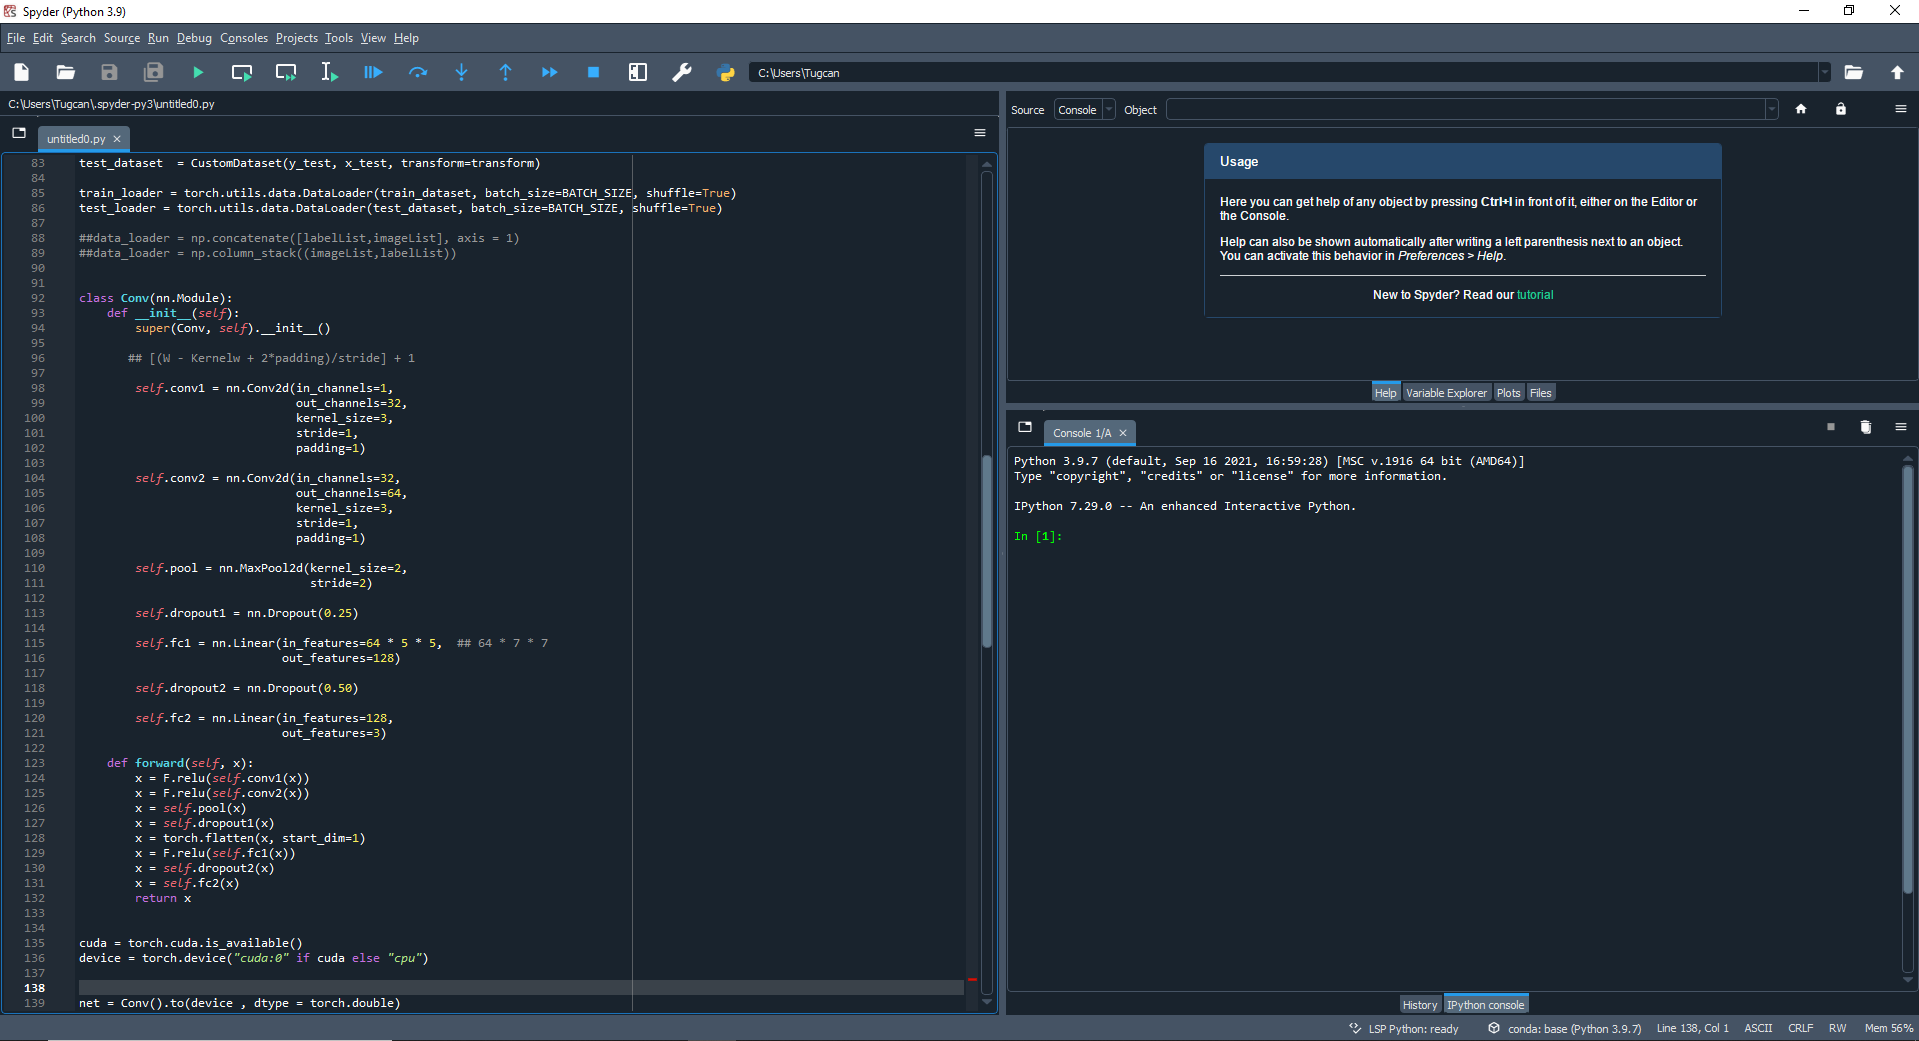 Spyder (Python 3.9)
File Edit Search Source Run Debug Consoles Projects Tools View Help
C:\Users\Tugcan
C:\Users\Tugcan\.spyder-py3\untitled0.py
untitled0.py
83 test_dataset  = CustomDataset(y_test, x_test, transform=transform)
84
85 train_loader = torch.utils.data.DataLoader(train_dataset, batch_size=BATCH_SIZE, shuffle=True)
86 test_loader = torch.utils.data.DataLoader(test_dataset, batch_size=BATCH_SIZE, shuffle=True)
87
88 ##data_loader = np.concatenate([labelList,imageList], axis = 1)
89 ##data_loader = np.column_stack((imageList,labelList))
90
91
92 class Conv(nn.Module):
93     def __init__(self):
94         super(Conv, self).__init__()
95
96        ## [(W - Kernelw + 2*padding)/stride] + 1
97
98         self.conv1 = nn.Conv2d(in_channels=1,
99                                out_channels=32,
100                                kernel_size=3,
101                                stride=1,
102                                padding=1)
103
104         self.conv2 = nn.Conv2d(in_channels=32,
105                                out_channels=64,
106                                kernel_size=3,
107                                stride=1,
108                                padding=1)
109
110         self.pool = nn.MaxPool2d(kernel_size=2,
111                                  stride=2)
112
113         self.dropout1 = nn.Dropout(0.25)
114
115         self.fc1 = nn.Linear(in_features=64 * 5 * 5,  ## 64 * 7 * 7
116                              out_features=128)
117
118         self.dropout2 = nn.Dropout(0.50)
119
120         self.fc2 = nn.Linear(in_features=128,
121                              out_features=3)
122
123     def forward(self, x):
124         x = F.relu(self.conv1(x))
125         x = F.relu(self.conv2(x))
126         x = self.pool(x)
127         x = self.dropout1(x)
128         x = torch.flatten(x, start_dim=1)
129         x = F.relu(self.fc1(x))
130         x = self.dropout2(x)
131         x = self.fc2(x)
132         return x
133
134
135 cuda = torch.cuda.is_available()
136 device = torch.device("cuda:0" if cuda else "cpu")
137
138
139 net = Conv().to(device , dtype = torch.double)
Source Console Object
Usage
Here you can get help of any object by pressing Ctrl+I in front of it, either on the Editor or
the Console.
Help can also be shown automatically after writing a left parenthesis next to an object.
You can activate this behavior in Preferences > Help.
New to Spyder? Read our tutorial
Help Variable Explorer Plots Files
Console 1/A
Python 3.9.7 (default, Sep 16 2021, 16:59:28) [MSC v.1916 64 bit (AMD64)]
Type "copyright", "credits" or "license" for more information.
IPython 7.29.0 -- An enhanced Interactive Python.
In [1]:
History IPython console
LSP Python: ready conda: base (Python 3.9.7) Line 138, Col 1 ASCII CRLF RW Mem 56%